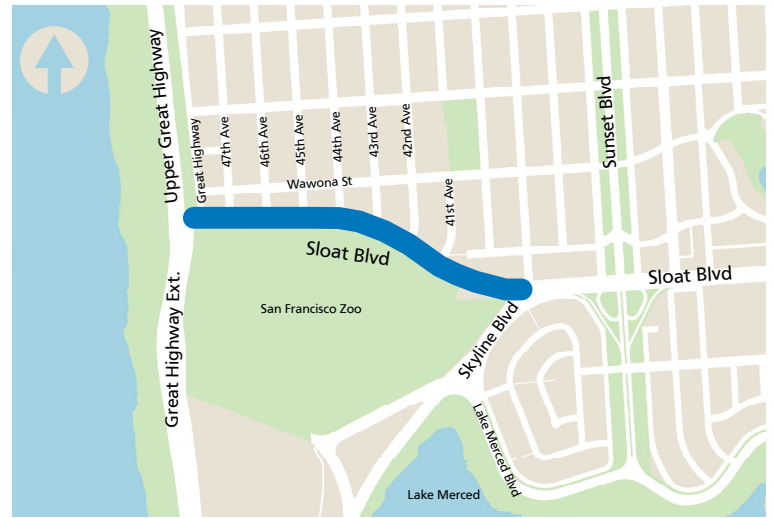 Upper Great Highway
Great Highway
47th Ave
46th Ave
45th Ave
44th Ave
43rd Ave
42nd Ave
Sunset Blvd
Wawona St
41st Ave
Sloat Blvd
Sloat Blvd
San Francisco Zoo
Great Highway Ext.
Skyline Blvd
Lake Merced Blvd
Lake Merced